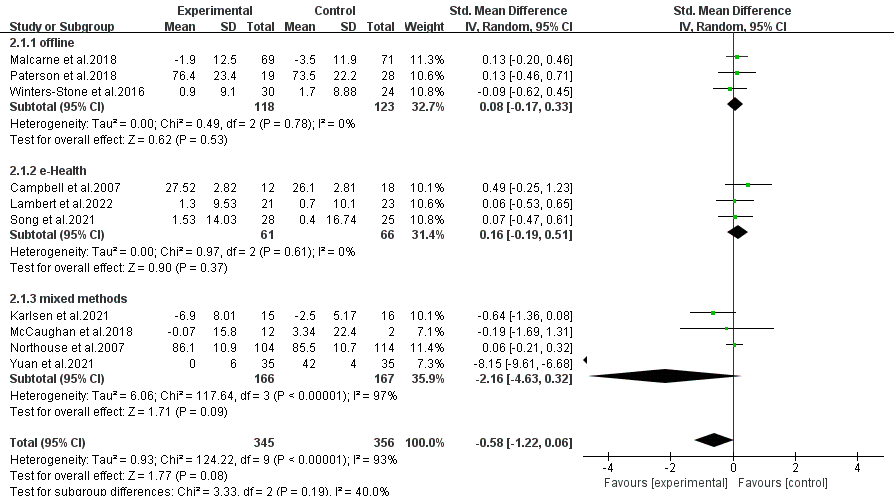 Experimental Control Std. Mean Difference Std. Mean Difference
Study or Subgroup Mean SD Total Mean SD Total Weight IV, Random, 95% CI IV, Random, 95% CI
2.1.1 offline
Malcarne et al.2018 -1.9 12.5 69 -3.5 11.9 71 11.3% 0.13 [-0.20, 0.46]
Paterson et al.2018 76.4 23.4 19 73.5 22.2 28 10.6% 0.13 [-0.46, 0.71]
Winters-Stone et al.2016 0.9 9.1 30 1.7 8.88 24 10.8% -0.09 [-0.62, 0.45]
Subtotal (95% CI) 118 123 32.7% 0.08 [-0.17, 0.33]
Heterogeneity: Tau² = 0.00; Chi² = 0.49, df = 2 (P = 0.78); I² = 0%
Test for overall effect: Z = 0.62 (P = 0.53)
2.1.2 e-Health
Campbell et al.2007 27.52 2.82 12 26.1 2.81 18 10.1% 0.49 [-0.25, 1.23]
Lambert et al.2022 1.3 9.53 21 0.7 10.1 23 10.6% 0.06 [-0.53, 0.65]
Song et al.2021 1.53 14.03 28 0.4 16.74 25 10.8% 0.07 [-0.47, 0.61]
Subtotal (95% CI) 61 66 31.4% 0.16 [-0.19, 0.51]
Heterogeneity: Tau² = 0.00; Chi² = 0.97, df = 2 (P = 0.61); I² = 0%
Test for overall effect: Z = 0.90 (P = 0.37)
2.1.3 mixed methods
Karlsen et al.2021 -6.9 8.01 15 -2.5 5.17 16 10.1% -0.64 [-1.36, 0.08]
McCaughan et al.2018 -0.07 15.8 12 3.34 22.4 2 7.1% -0.19 [-1.69, 1.31]
Northouse et al.2007 86.1 10.9 104 85.5 10.7 114 11.4% 0.06 [-0.21, 0.32]
Yuan et al.2021 0 6 35 42 4 35 7.3% -8.15 [-9.61, -6.68]
Subtotal (95% CI) 166 167 35.9% -2.16 [-4.63, 0.32]
Heterogeneity: Tau² = 6.06; Chi² = 117.64, df = 3 (P < 0.00001); I² = 97%
Test for overall effect: Z = 1.71 (P = 0.09)
Total (95% CI) 345 356 100.0% -0.58 [-1.22, 0.06]
Heterogeneity: Tau² = 0.93; Chi² = 124.22, df = 9 (P < 0.00001); I² = 93%
Test for overall effect: Z = 1.77 (P = 0.08)
Test for subgroup differences: Chi² = 3.33, df = 2 (P = 0.19), I² = 40.0%
-4 -2 0 2 4
Favours [experimental] Favours [control]